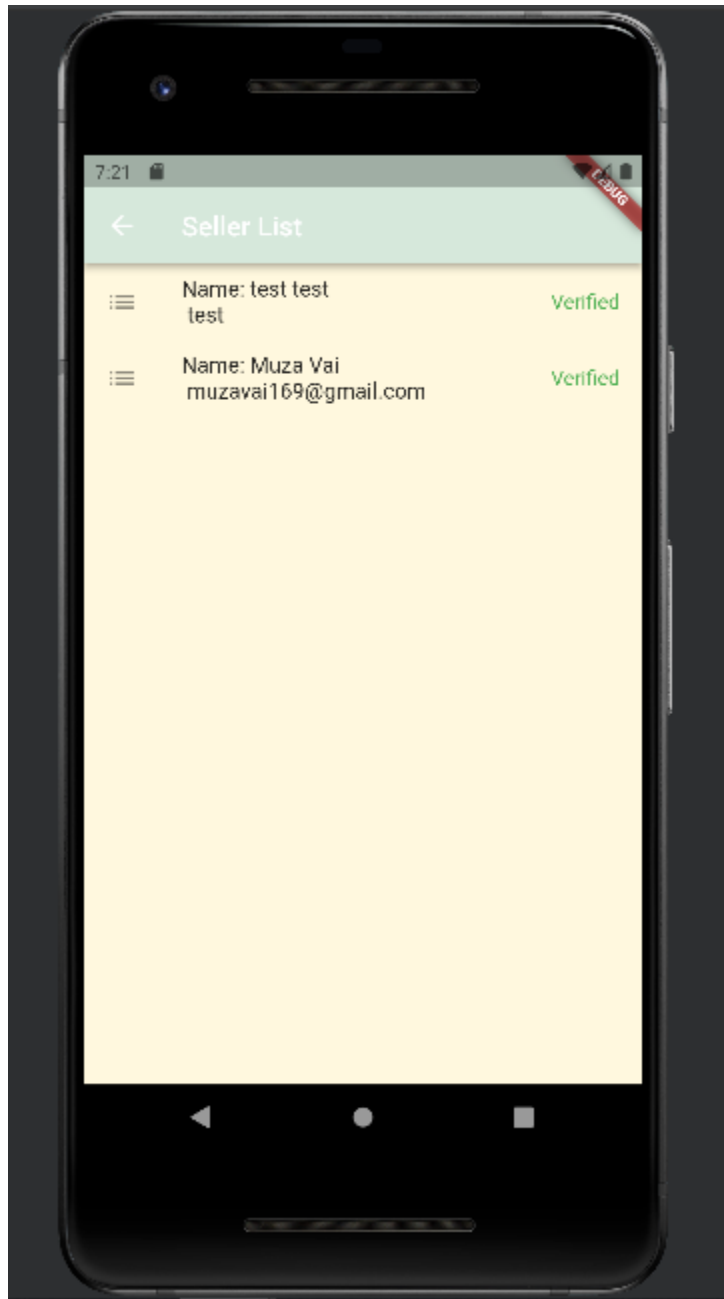 7:21
DEBUG
Seller List
Name: test test
test
Verified
Name: Muza Vai
muzavai169@gmail.com
Verified